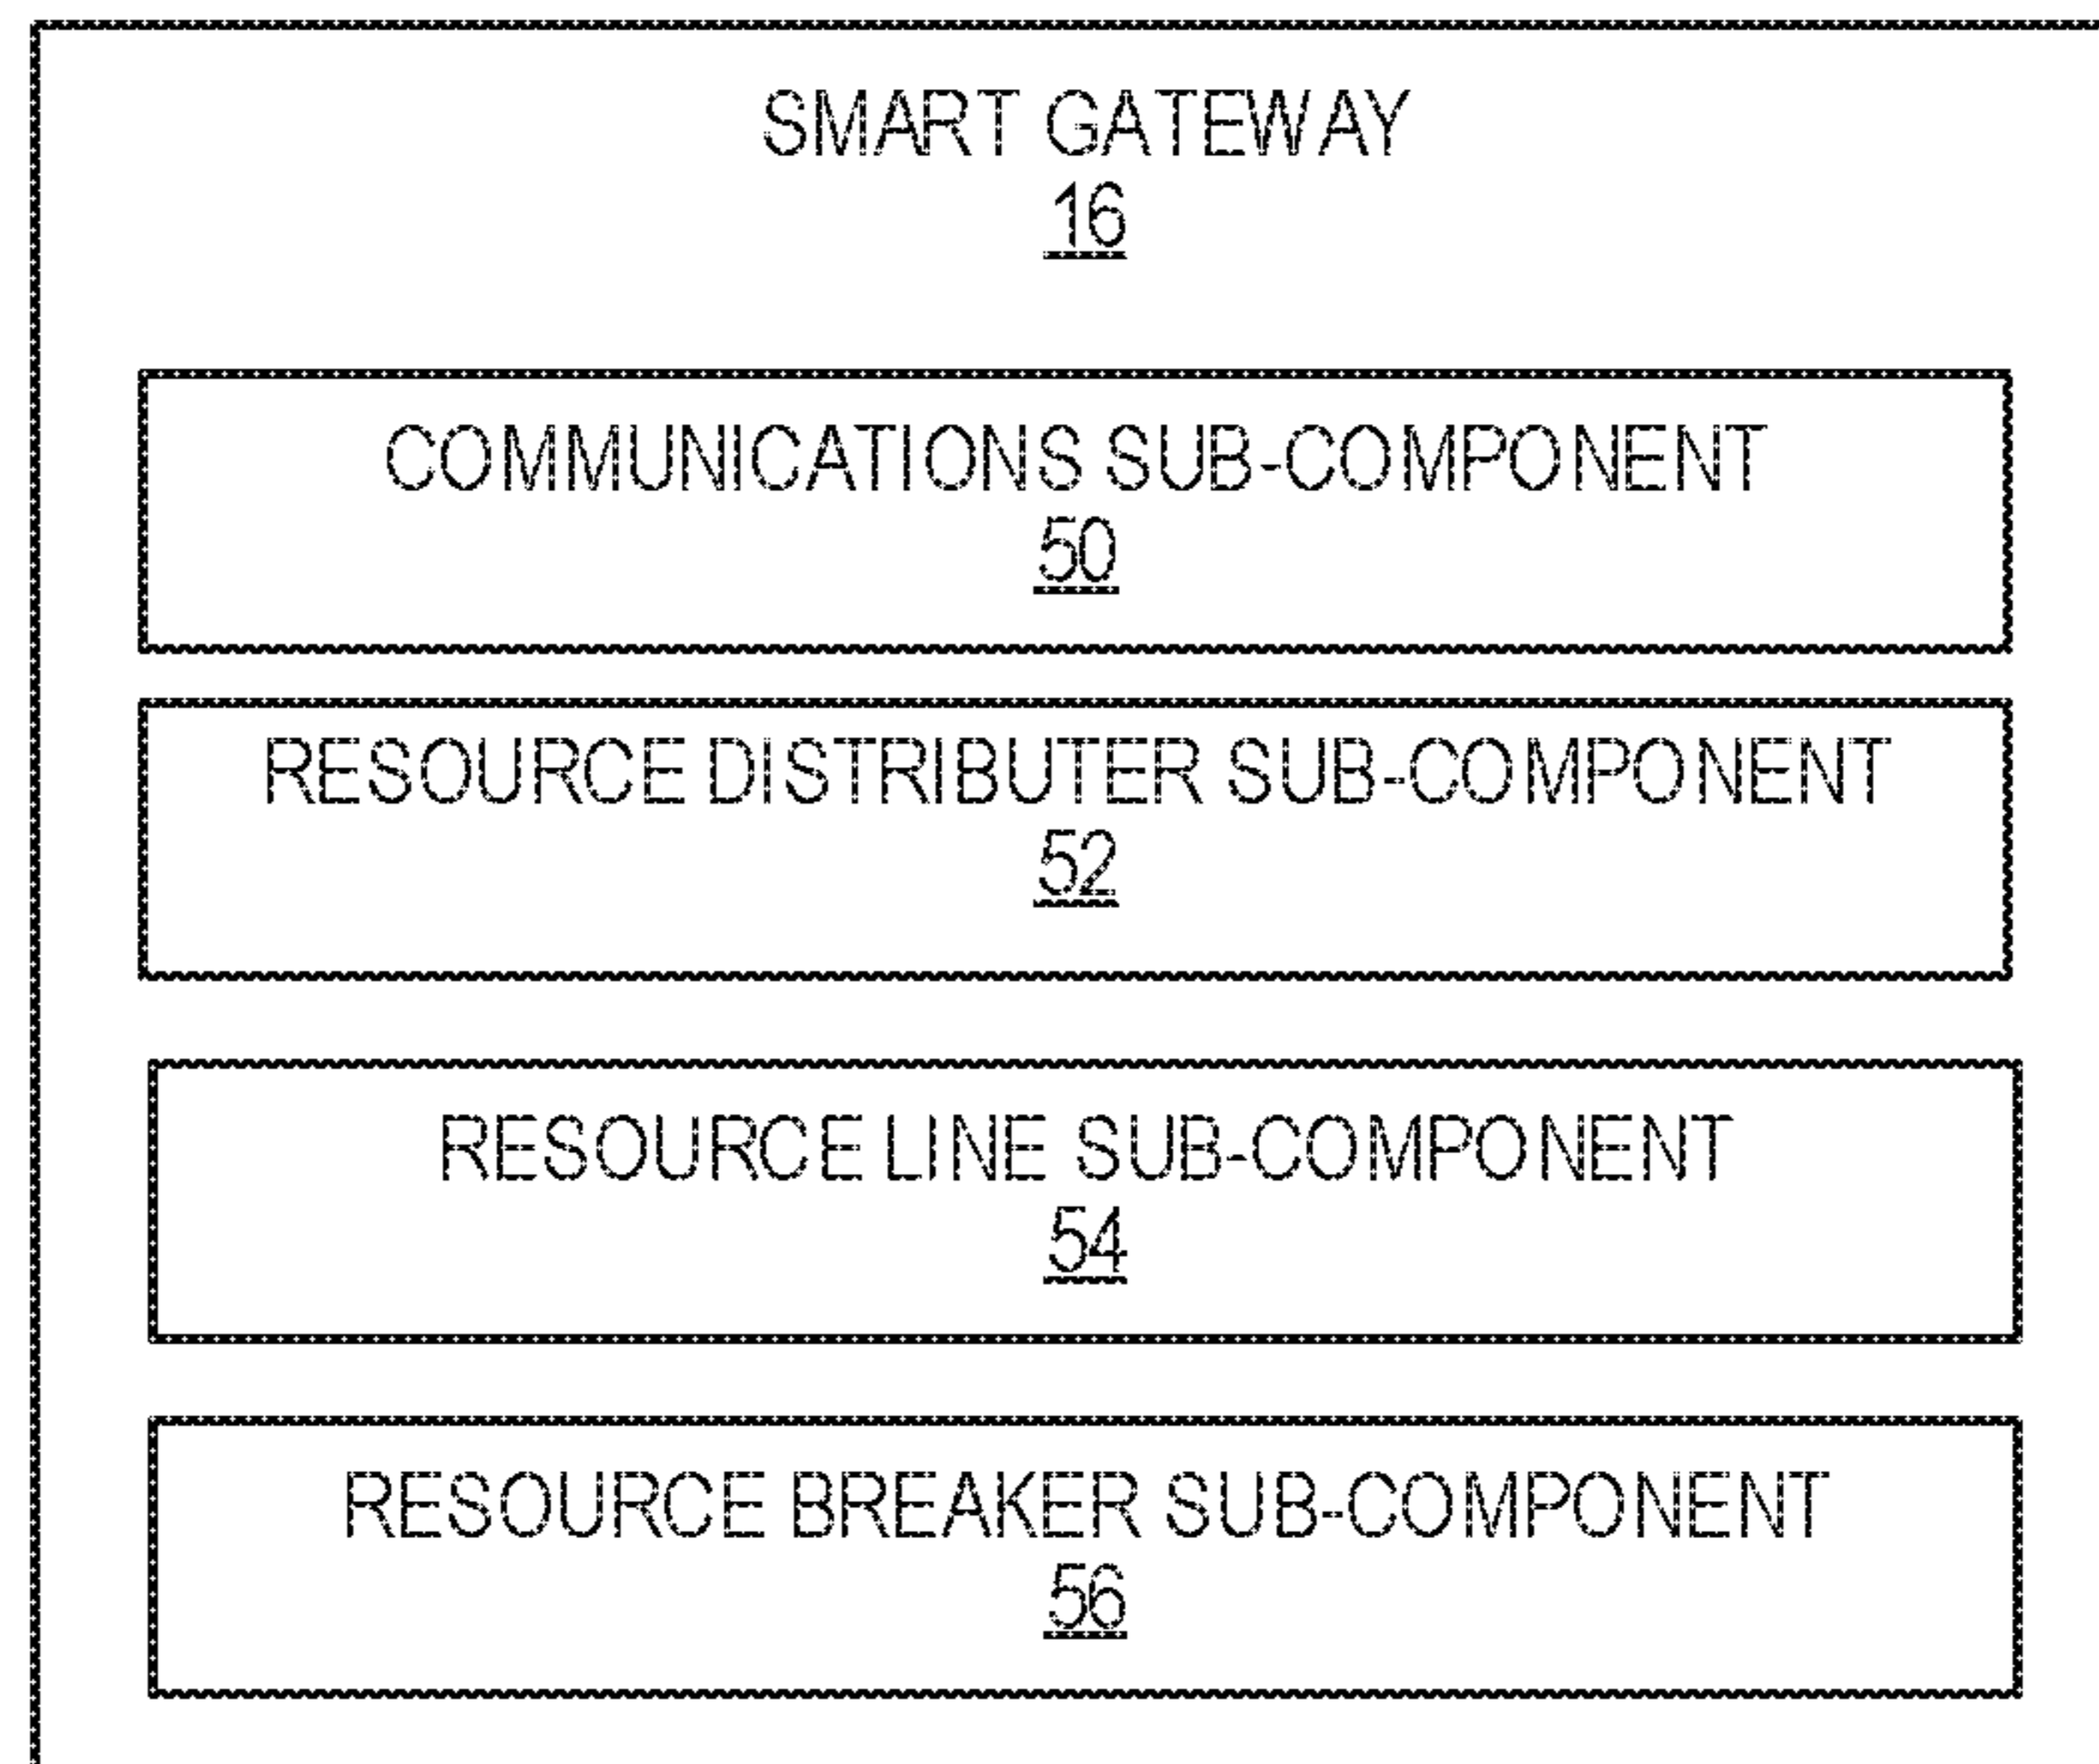 SMART GATEWAY
16
COMMUNICATIONS SUB-COMPONENT
50
RESOURCE DISTRIBUTER SUB-COMPONENT
52
RESOURCE LINE SUB-COMPONENT
54
RESOURCE BREAKER SUB-COMPONENT
56